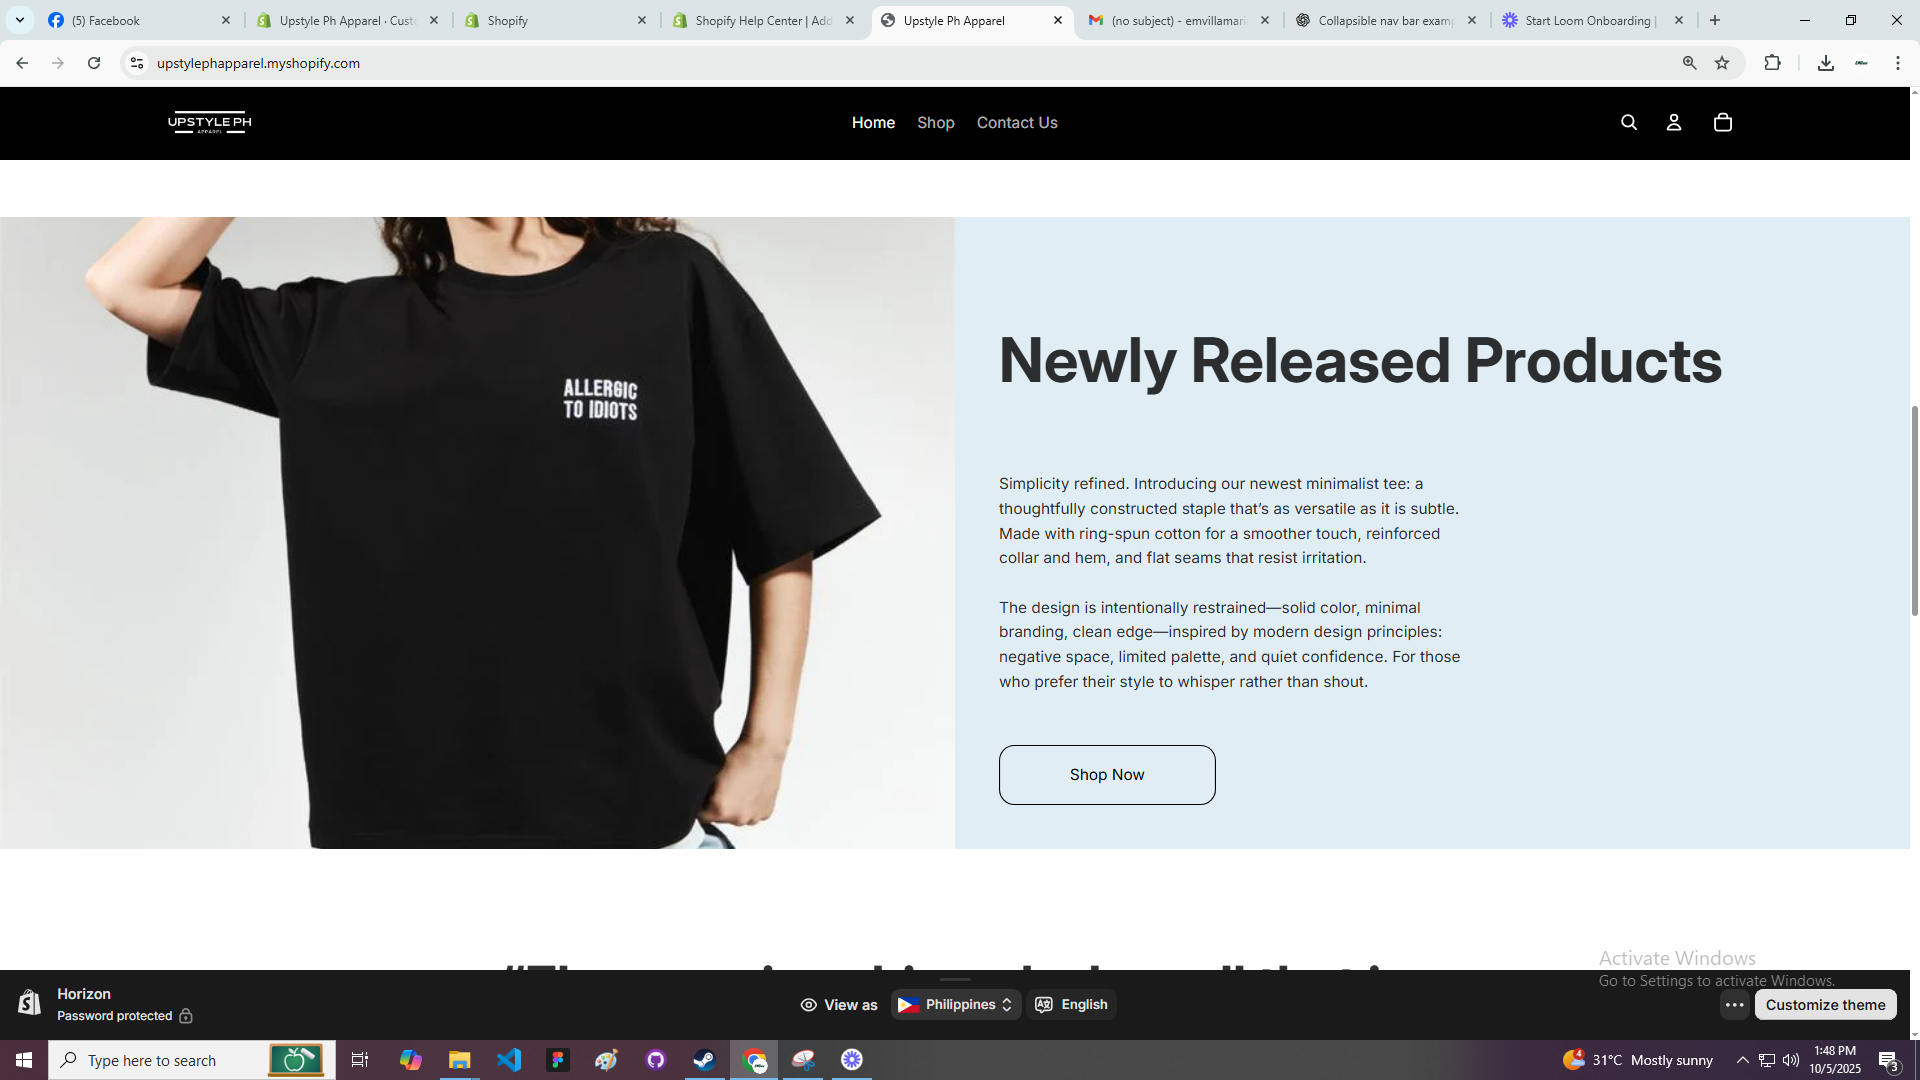 (5) Facebook
Upstyle Ph Apparel · Custo
Shopify
Shopify Help Center | Add
Upstyle Ph Apparel
(no subject) - emvillamari
Collapsible nav bar examp
Start Loom Onboarding |
upstylephapparel.myshopify.com
UPSTYLE PH
APPAREL
Home
Shop
Contact Us
ALLERGIC
TO IDIOTS
Newly Released Products
Simplicity refined. Introducing our newest minimalist tee: a
thoughtfully constructed staple that’s as versatile as it is subtle.
Made with ring-spun cotton for a smoother touch, reinforced
collar and hem, and flat seams that resist irritation.
The design is intentionally restrained—solid color, minimal
branding, clean edge—inspired by modern design principles:
negative space, limited palette, and quiet confidence. For those
who prefer their style to whisper rather than shout.
Shop Now
Activate Windows
Go to Settings to activate Windows.
Horizon
Password protected
View as
Philippines
English
Customize theme
Type here to search
4
31°C Mostly sunny
1:48 PM
10/5/2025
3